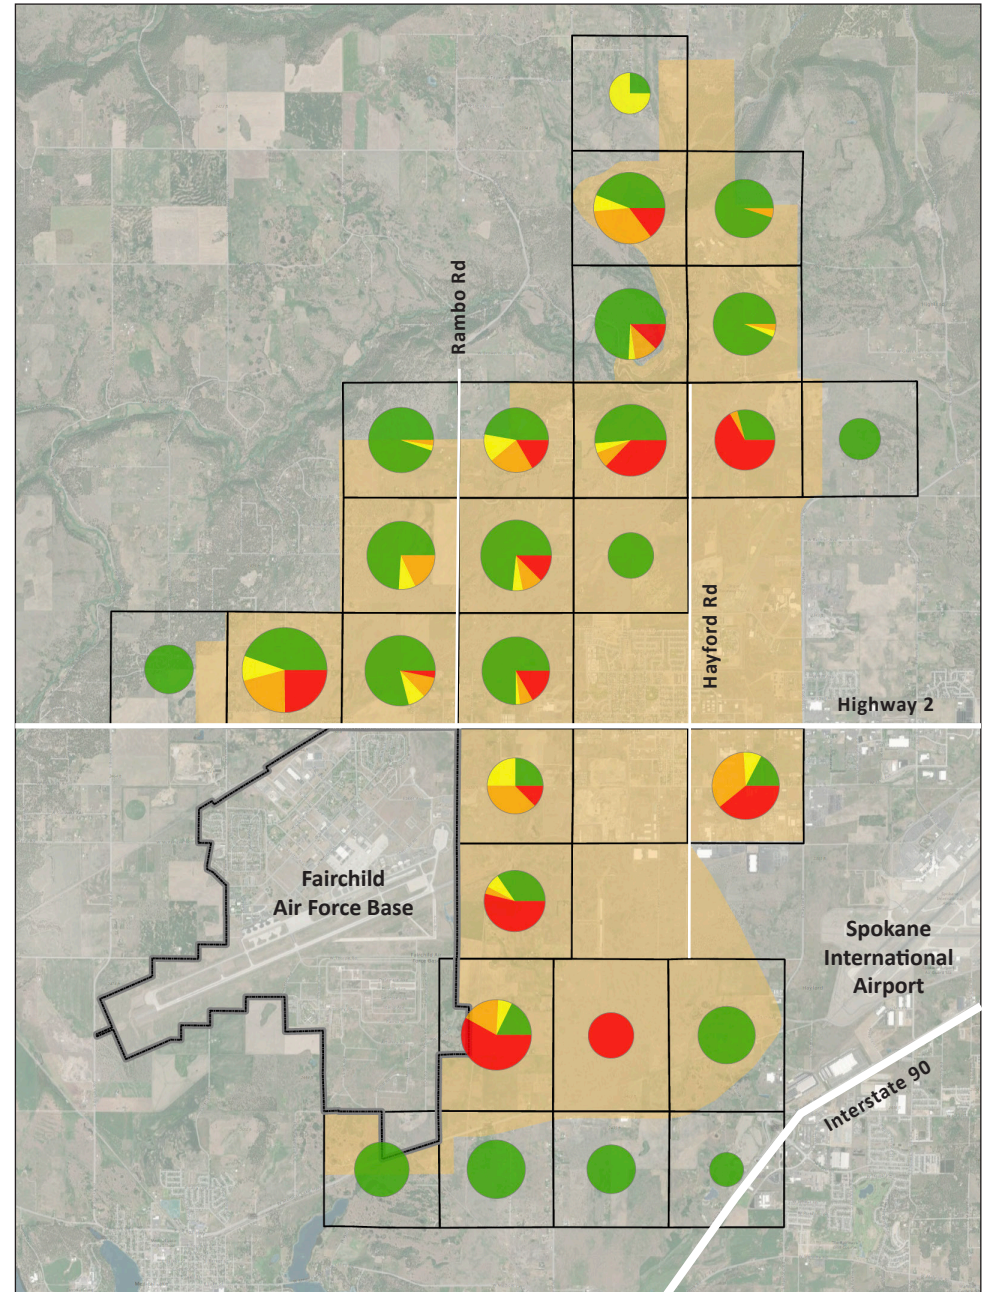 Rambo Rd
Hayford Rd
Highway 2
Fairchild
Air Force Base
Spokane
International
Airport
Interstate 90